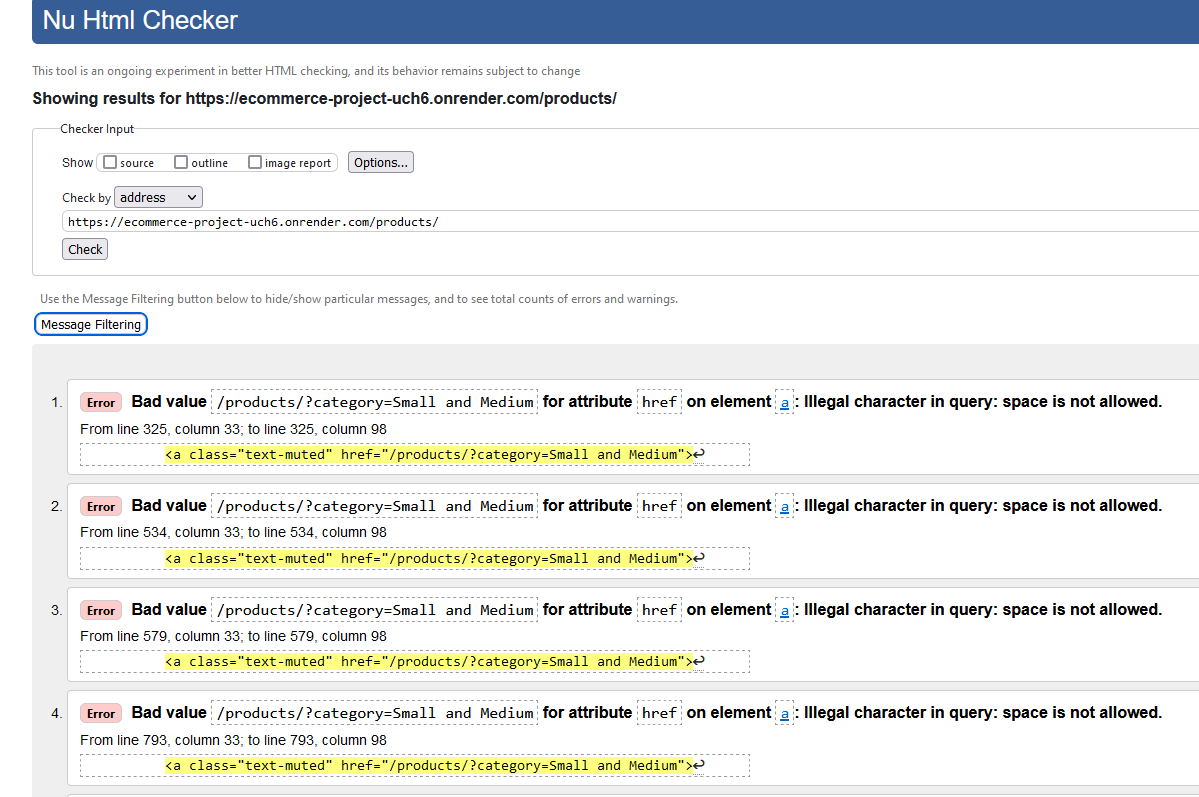 Nu Html Checker
This tool is an ongoing experiment in better HTML checking, and its behavior remains subject to change
Showing results for https://ecommerce-project-uch6.onrender.com/products/
Checker Input
Show source outline image report Options...
Check by address
https://ecommerce-project-uch6.onrender.com/products/
Check
Use the Message Filtering button below to hide/show particular messages, and to see total counts of errors and warnings.
Message Filtering
1. Error Bad value /products/?category=Small and Medium for attribute href on element a: Illegal character in query: space is not allowed.
From line 325, column 33; to line 325, column 98
<a class="text-muted" href="/products/?category=Small and Medium">↩
2. Error Bad value /products/?category=Small and Medium for attribute href on element a: Illegal character in query: space is not allowed.
From line 534, column 33; to line 534, column 98
<a class="text-muted" href="/products/?category=Small and Medium">↩
3. Error Bad value /products/?category=Small and Medium for attribute href on element a: Illegal character in query: space is not allowed.
From line 579, column 33; to line 579, column 98
<a class="text-muted" href="/products/?category=Small and Medium">↩
4. Error Bad value /products/?category=Small and Medium for attribute href on element a: Illegal character in query: space is not allowed.
From line 793, column 33; to line 793, column 98
<a class="text-muted" href="/products/?category=Small and Medium">↩